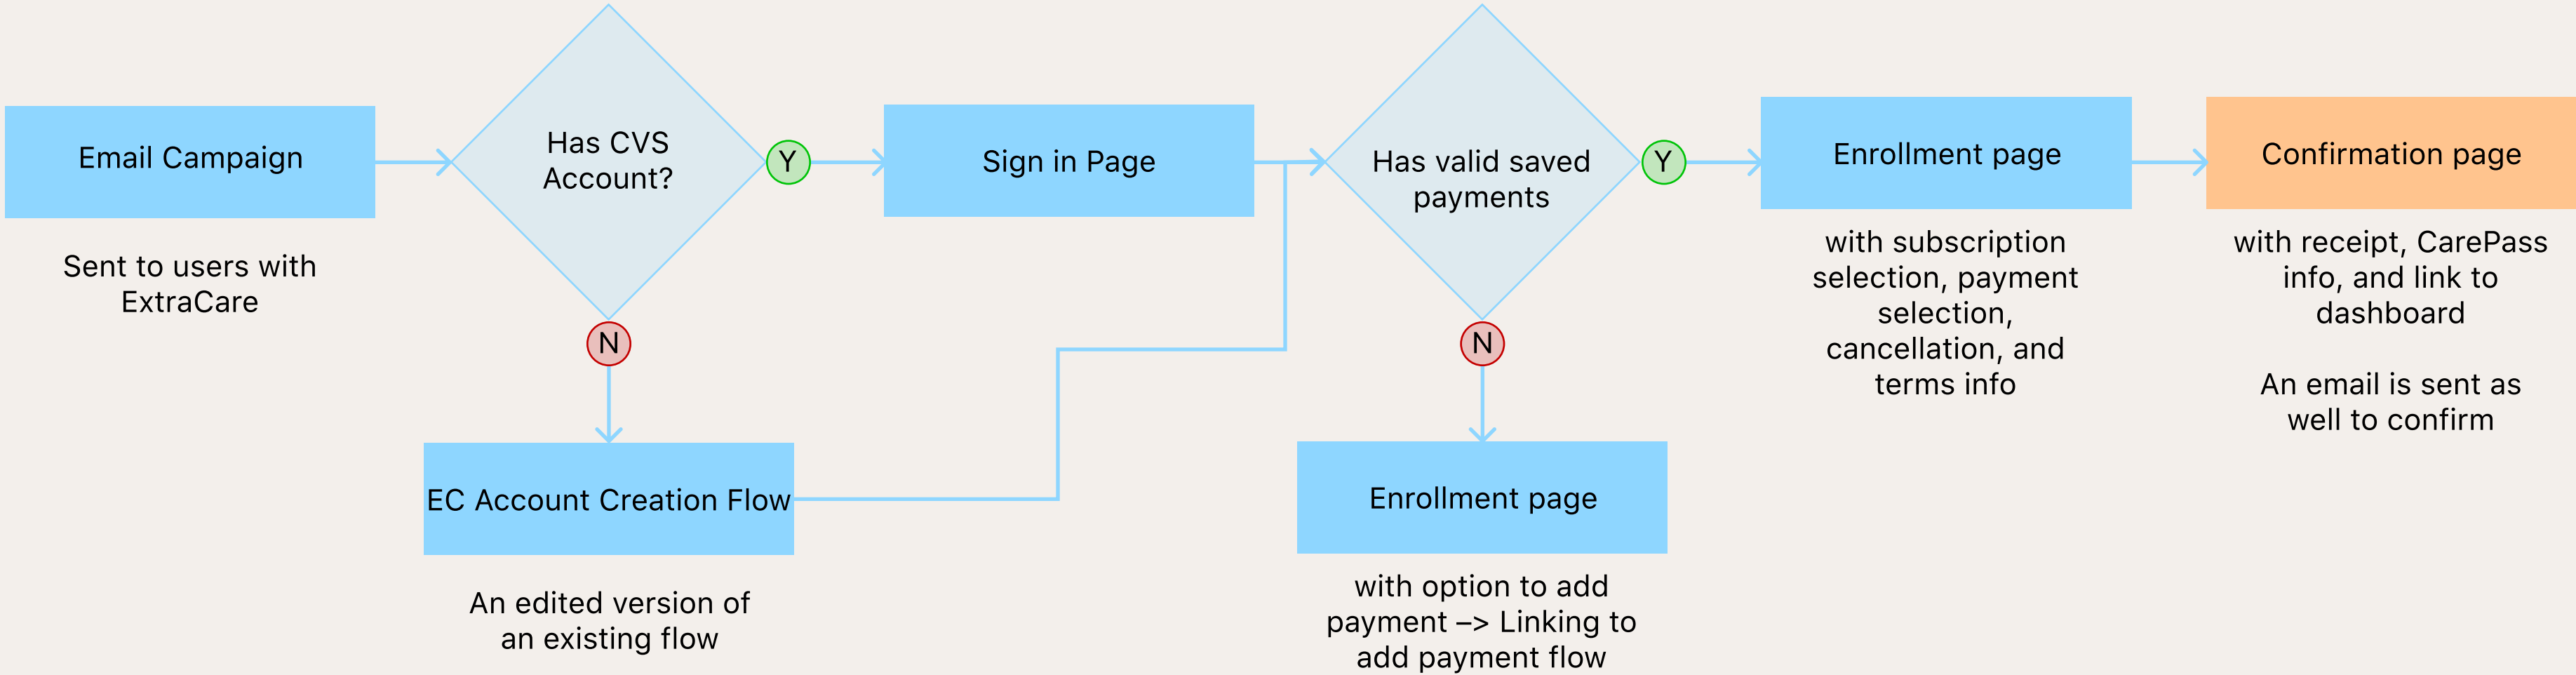 Email Campaign
Sent to users with
ExtraCare
Has CVS
Account?
Y
N
Sign in Page
EC Account Creation Flow
An edited version of
an existing flow
Has valid saved
payments
Y
N
Enrollment page
with option to add
payment –> Linking to
add payment flow
Enrollment page
with subscription
selection, payment
selection,
cancellation, and
terms info
Confirmation page
with receipt, CarePass
info, and link to
dashboard
An email is sent as
well to confirm